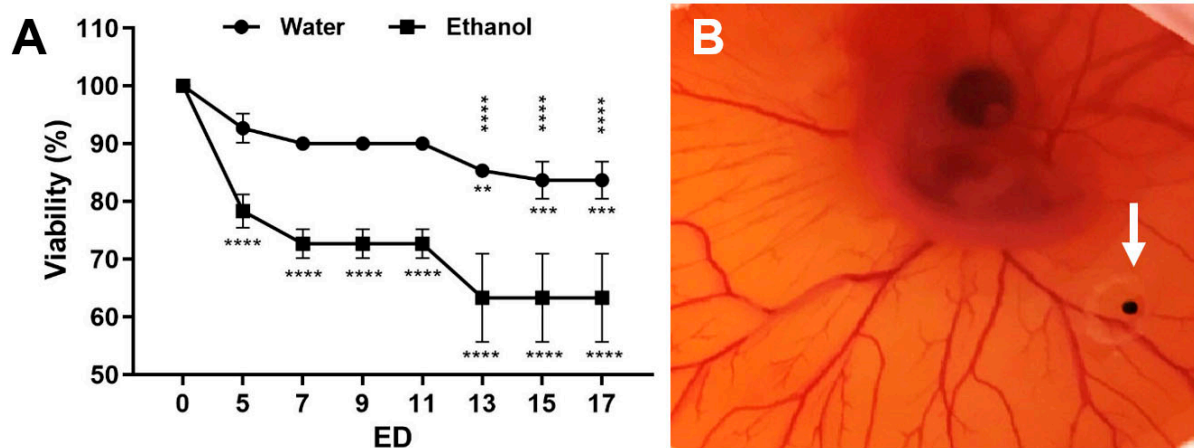 A
B
Water Ethanol
Viability (%)
110
100
90
80
70
60
50
**** **** ****
** *** ***
**** **** **** ****
**** **** ****
0 5 7 9 11 13 15 17
ED